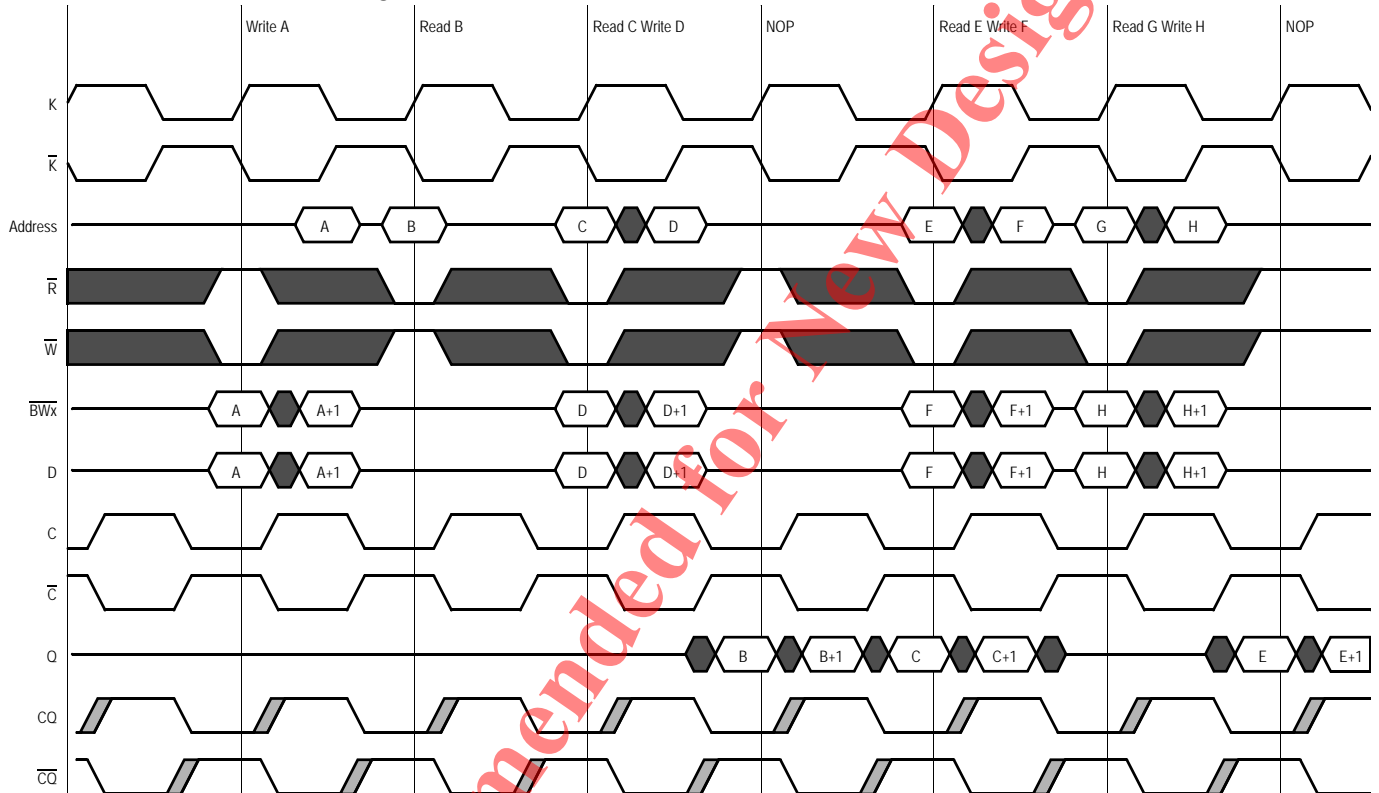 Write A Read B Read C Write D NOP Read E Write F Read G Write H NOP
K
K
Address A B C D E F G H
R
W
BWx A A+1 D D+1 F F+1 H H+1
D A A+1 D D+1 F F+1 H H+1
C
C
Q B B+1 C C+1 E E+1
CQ
CQ
mended for New Desig